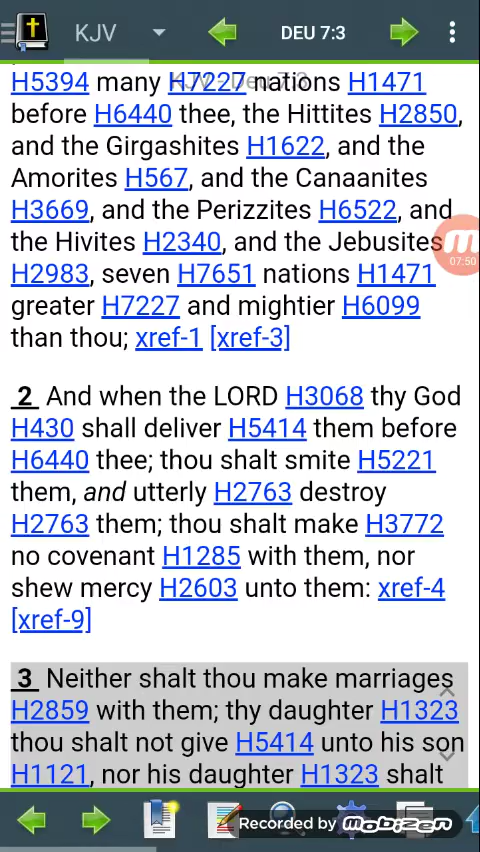 KJV
DEU 7:3
KJV - Deu 7:3
H5394 many H7227 nations H1471
before H6440 thee, the Hittites H2850,
and the Girgashites H1622, and the
Amorites H567, and the Canaanites
H3669, and the Perizzites H6522, and
the Hivites H2340, and the Jebusites
07:50
H2983, seven H7651 nations H1471
greater H7227 and mightier H6099
than thou; xref-1 [xref-3]
2 And when the LORD H3068 thy God
H430 shall deliver H5414 them before
H6440 thee; thou shalt smite H5221
them, and utterly H2763 destroy
H2763 them; thou shalt make H3772
no covenant H1285 with them, nor
shew mercy H2603 unto them: xref-4
[xref-9]
3 Neither shalt thou make marriages
H2859 with them; thy daughter H1323
thou shalt not give H5414 unto his son
H1121, nor his daughter H1323 shalt
Recorded by mobizen